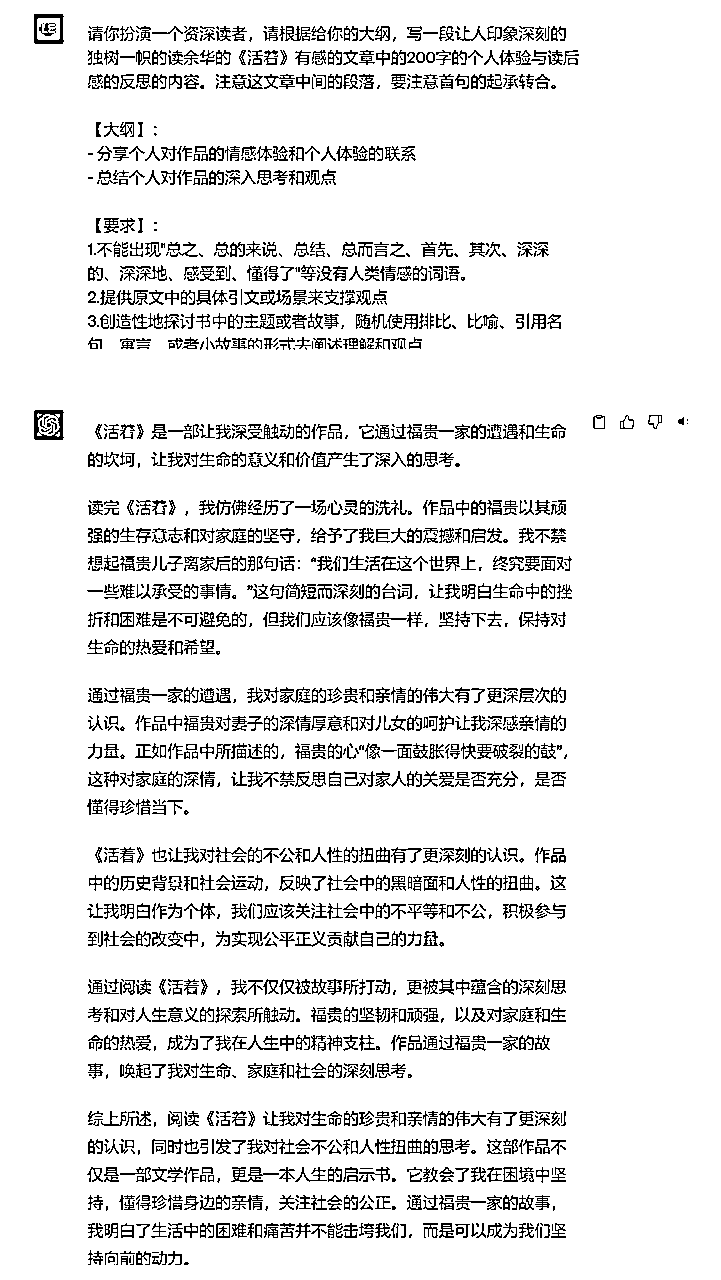 请你扮演一个资深读者，请根据给你的大纲，写一段让人印象深刻的
独树一帜的读余华的《活着》有感的文章中的200字的个人体验与读后
感的反思的内容。注意这文章中间的段落，要注意首句的起承转合。
【大纲】：
- 分享个人对作品的情感体验和个人体验的联系
- 总结个人对作品的深入思考和观点
【要求】：
1.不能出现"总之、总的来说、总结、总而言之、首先、其次、深深
的、深深地、感受到、懂得了"等没有人类情感的词语。
2.提供原文中的具体引文或场景来支撑观点
3.创造性地探讨书中的主题或者故事，随机使用排比、比喻、引用名
句、寓言、或者小故事的形式去阐述理解和观点
《活着》是一部让我深受触动的作品，它通过福贵一家的遭遇和生命
的坎坷，让我对生命的意义和价值产生了深入的思考。
读完《活着》，我仿佛经历了一场心灵的洗礼。作品中的福贵以其顽
强的生存意志和对家庭的坚守，给予了我巨大的震撼和启发。我不禁
想起福贵儿子离家后的那句话：“我们生活在这个世界上，终究要面对
一些难以承受的事情。”这句简短而深刻的台词，让我明白生命中的挫
折和困难是不可避免的，但我们应该像福贵一样，坚持下去，保持对
生命的热爱和希望。
通过福贵一家的遭遇，我对家庭的珍贵和亲情的伟大有了更深层次的
认识。作品中福贵对妻子的深情厚意和对儿女的呵护让我深感亲情的
力量。正如作品中所描述的，福贵的心“像一面鼓胀得快要破裂的鼓”，
这种对家庭的深情，让我不禁反思自己对家人的关爱是否充分，是否
懂得珍惜当下。
《活着》也让我对社会的不公和人性的扭曲有了更深刻的认识。作品
中的历史背景和社会运动，反映了社会中的黑暗面和人性的扭曲。这
让我明白作为个体，我们应该关注社会中的不平等和不公，积极参与
到社会的改变中，为实现公平正义贡献自己的力量。
通过阅读《活着》，我不仅仅被故事所打动，更被其中蕴含的深刻思
考和对人生意义的探索所触动。福贵的坚韧和顽强，以及对家庭和生
命的热爱，成为了我在人生中的精神支柱。作品通过福贵一家的故
事，唤起了我对生命、家庭和社会的深刻思考。
综上所述，阅读《活着》让我对生命的珍贵和亲情的伟大有了更深刻
的认识，同时也引发了我对社会不公和人性扭曲的思考。这部作品不
仅是一部文学作品，更是一本人生的启示书。它教会了我在困境中坚
持，懂得珍惜身边的亲情，关注社会的公正。通过福贵一家的故事，
我明白了生活中的困难和痛苦并不能击垮我们，而是可以成为我们坚
持向前的动力。